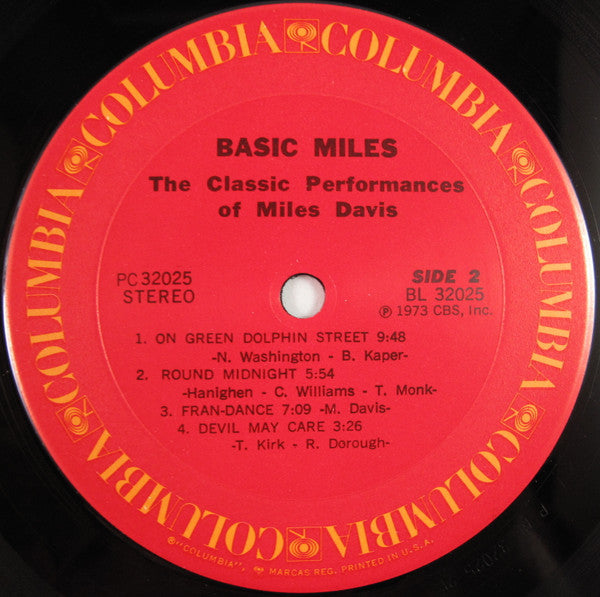 COLUMBIA COLUMBIA COLUMBIA COLUMBIA COLUMBIA COLUMBIA COLUMBIA
BASIC MILES
The Classic Performances
of Miles Davis
PC 32025
STEREO
SIDE 2
BL 32025
℗ 1973 CBS, Inc.
1. ON GREEN DOLPHIN STREET 9:48
-N. Washington - B. Kaper-
2. ROUND MIDNIGHT 5:54
-Hanighen - C. Williams - T. Monk-
3. FRAN-DANCE 7:09 -M. Davis-
4. DEVIL MAY CARE 3:26
-T. Kirk - R. Dorough-
®"COLUMBIA", MARCAS REG. PRINTED IN U.S.A.